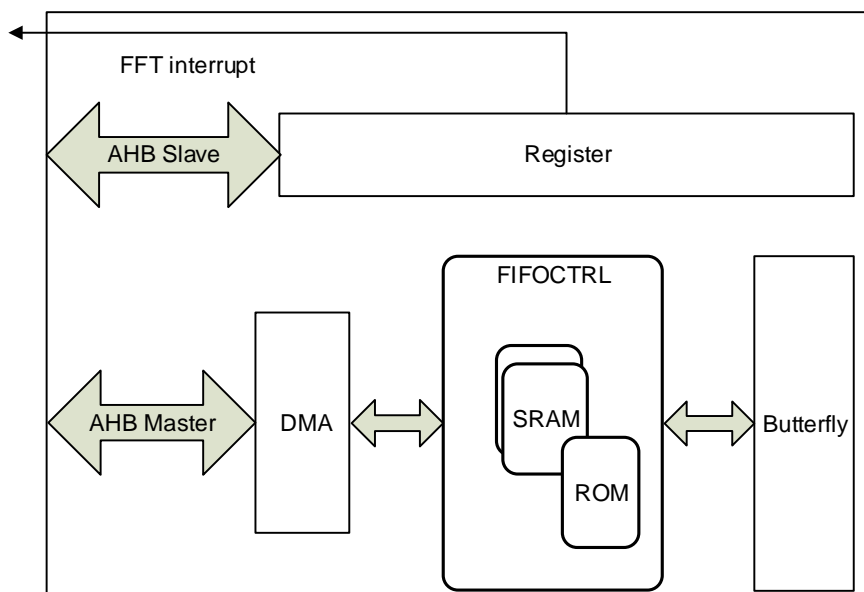 FFT interrupt
AHB Slave
Register
FIFOCTRL
AHB Master
DMA
SRAM
ROM
Butterfly